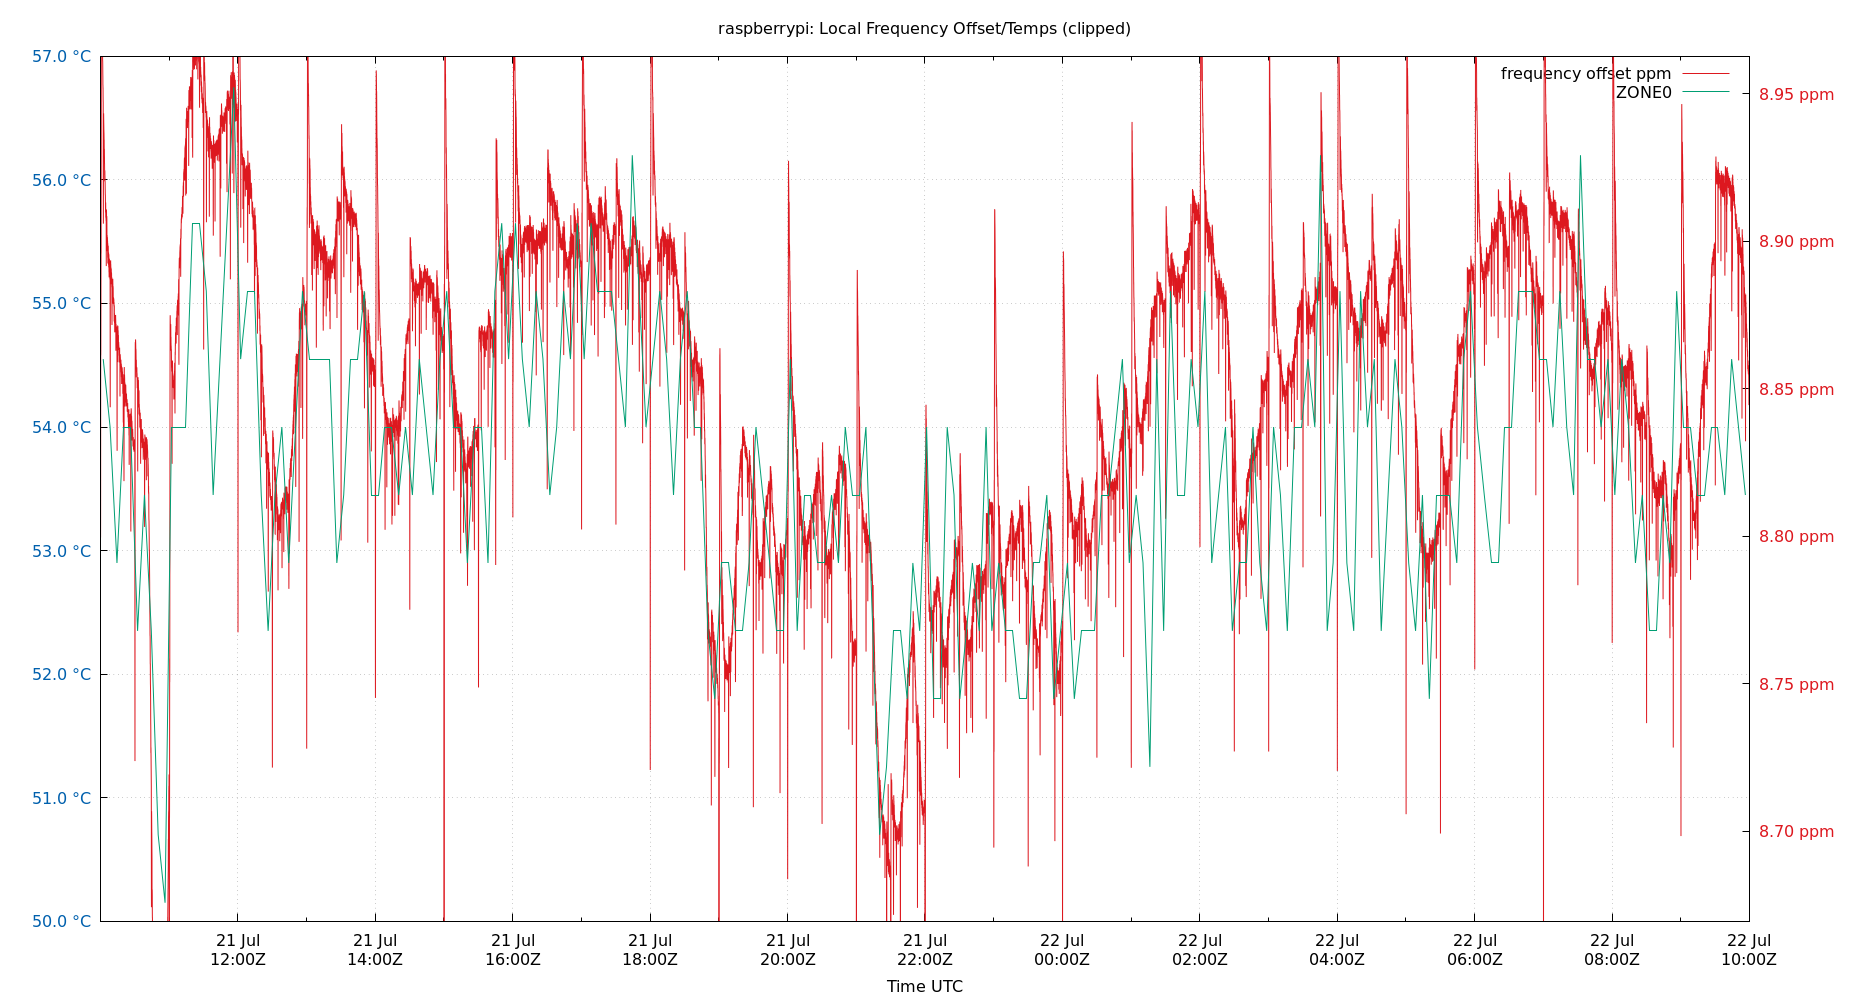 raspberrypi: Local Frequency Offset/Temps (clipped)
57.0 °C
56.0 °C
55.0 °C
54.0 °C
53.0 °C
52.0 °C
51.0 °C
50.0 °C
frequency offset ppm
ZONE0
8.95 ppm
8.90 ppm
8.85 ppm
8.80 ppm
8.75 ppm
8.70 ppm
21 Jul 21 Jul 21 Jul 21 Jul 21 Jul 21 Jul 22 Jul 22 Jul 22 Jul 22 Jul 22 Jul 22 Jul
12:00Z 14:00Z 16:00Z 18:00Z 20:00Z 22:00Z 00:00Z 02:00Z 04:00Z 06:00Z 08:00Z 10:00Z
Time UTC